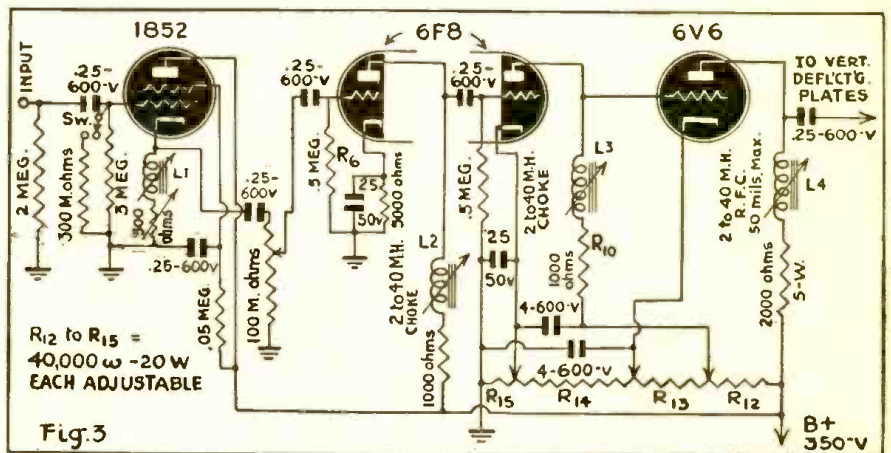 1852
6F8
6V6
INPUT
.25-
600-V
Sw.
2 MEG.
300 M.ohms
L1
.25-600V
.25-
600V
100 M. ohms
.05 MEG.
.25-
600-V
.5 MEG.
R6
25
50V
5000 ohms
L2
2 to 40 M.H.
CHOKE
1000 ohms
.25-
600-V
.5 MEG.
25
50V
2 to 40 M.H.
CHOKE
L3
R10
1000
ohms
4-600-V
4-600-V
R15
R14
R13
R12
TO VERT.
DEFL'CT'G.
PLATES
.25-600-V
2 to 40 M.H.
R.F.C.
50 mils. Max.
L4
2000 ohms
5-W.
B+
350-V
R12 to R15 =
40,000 ω -20 W
EACH ADJUSTABLE
Fig.3